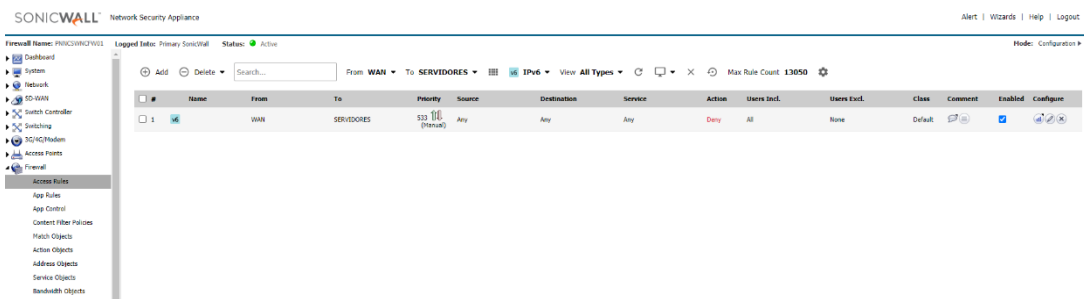 SONICWALL Network Security Appliance
Alert | Wizards | Help | Logout
Firewall Name: PNNCSWNCFW01 Logged Into: Primary SonicWall Status: Active
Mode: Configuration
Dashboard
System
Network
SD-WAN
Switch Controller
Switching
3G/4G/Modem
Access Points
Firewall
Access Rules
App Rules
App Control
Content Filter Policies
Match Objects
Action Objects
Address Objects
Service Objects
Bandwidth Objects
Add Delete Search... From WAN To SERVIDORES v6 IPv6 View All Types Max Rule Count 13050
# Name From To Priority Source Destination Service Action Users Incl. Users Excl. Class Comment Enabled Configure
1 v6 WAN SERVIDORES 533 Any Any Any Deny All None Default
(Manual)